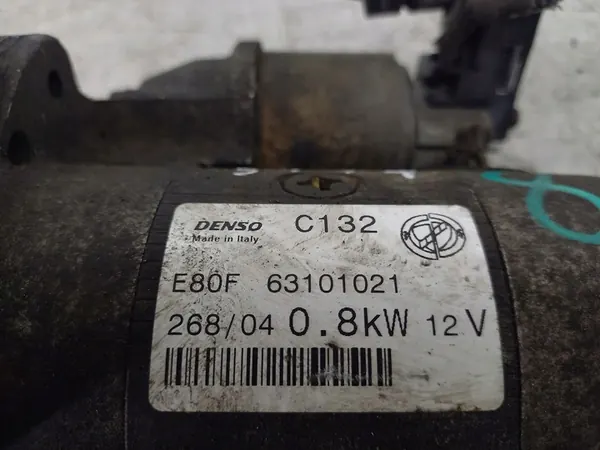 DENSO C132
Made in Italy
E80F 63101021
268/04 0.8kW 12V